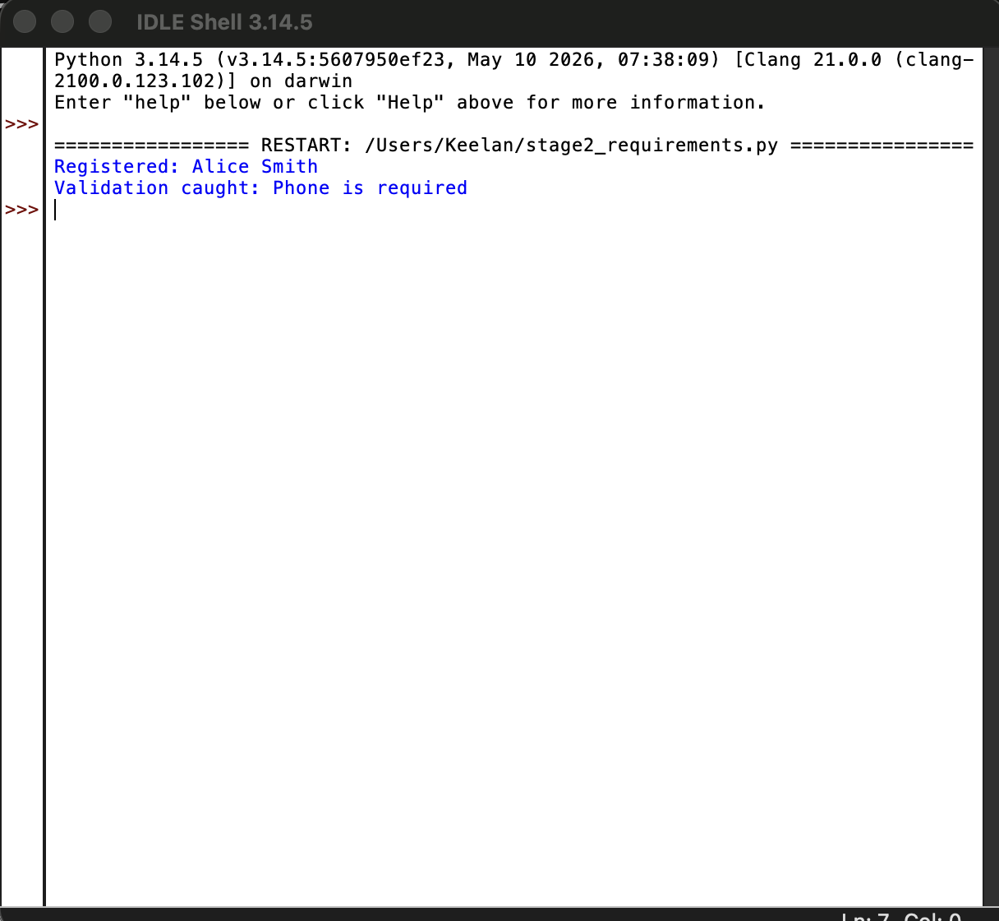 IDLE Shell 3.14.5
Python 3.14.5 (v3.14.5:5607950ef23, May 10 2026, 07:38:09) [Clang 21.0.0 (clang-
2100.0.123.102)] on darwin
Enter "help" below or click "Help" above for more information.
>>>
================= RESTART: /Users/Keelan/stage2_requirements.py ================
Registered: Alice Smith
Validation caught: Phone is required
>>>
Ln: 7 Col: 0